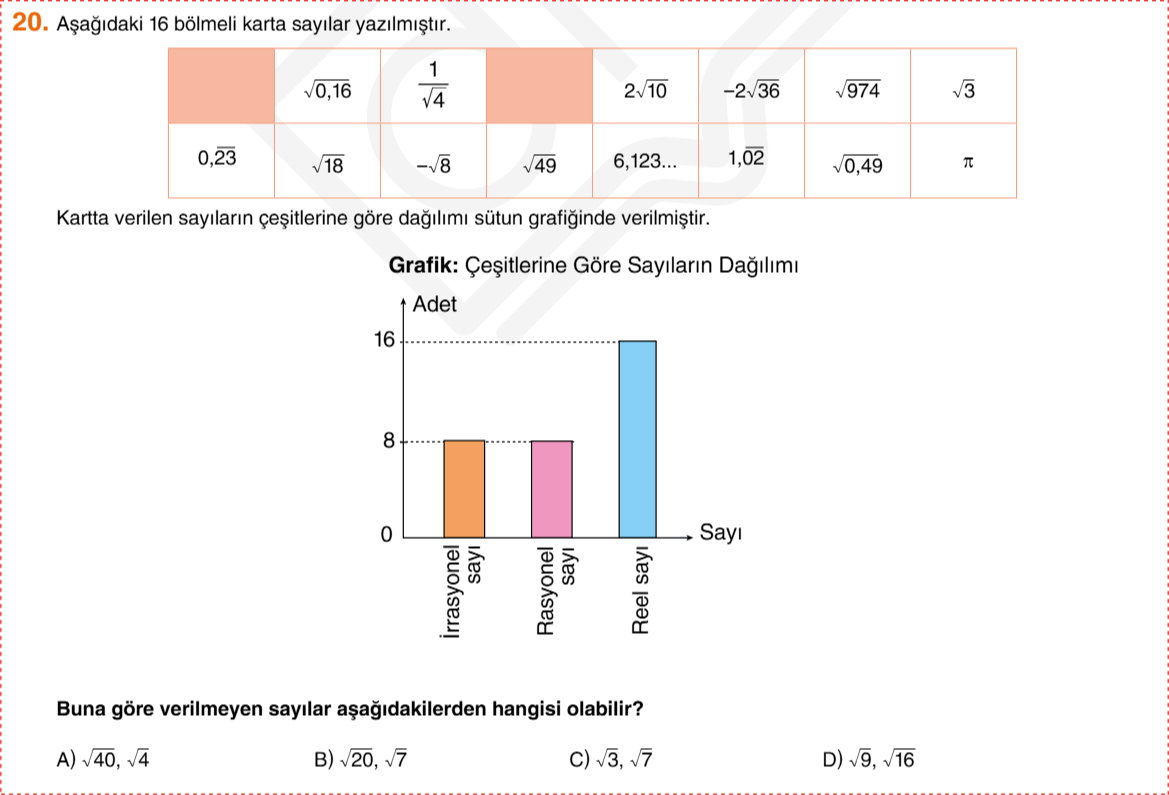 20. Aşağıdaki 16 bölmeli karta sayılar yazılmıştır.
√0,16 1/√4 2√10 −2√36 √974 √3
0,2̅3̅ √18 −√8 √49 6,123... 1,0̅2̅ √0,49 π
Kartta verilen sayıların çeşitlerine göre dağılımı sütun grafiğinde verilmiştir.
Grafik: Çeşitlerine Göre Sayıların Dağılımı
Adet
16
8
0
Sayı
İrrasyonel sayı
Rasyonel sayı
Reel sayı
Buna göre verilmeyen sayılar aşağıdakilerden hangisi olabilir?
A) √40, √4 B) √20, √7 C) √3, √7 D) √9, √16